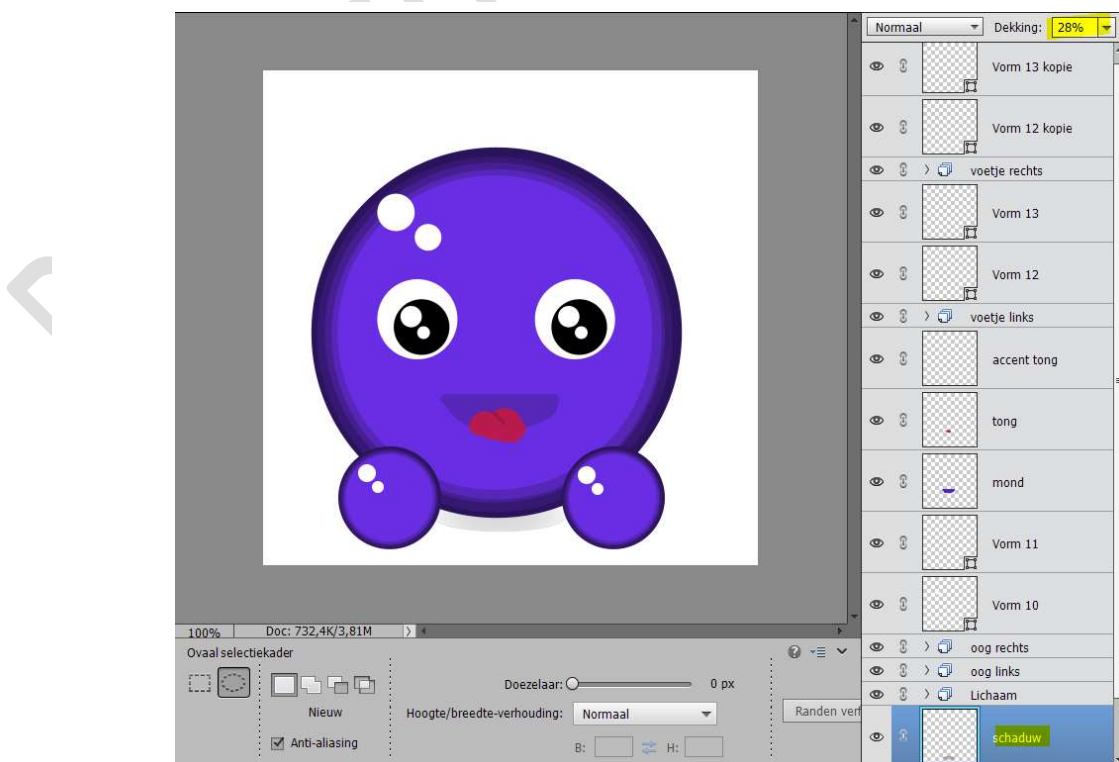 Normaal Dekking: 28%
Vorm 13 kopie
Vorm 12 kopie
voetje rechts
Vorm 13
Vorm 12
voetje links
accent tong
tong
mond
Vorm 11
Vorm 10
oog rechts
oog links
Lichaam
schaduw
100% Doc: 732,4K/3,81M
Ovaal selectiekader
Nieuw
Anti-aliasing
Doezelaar: 0 px
Hoogte/breedte-verhouding: Normaal
B: H:
Randen verf